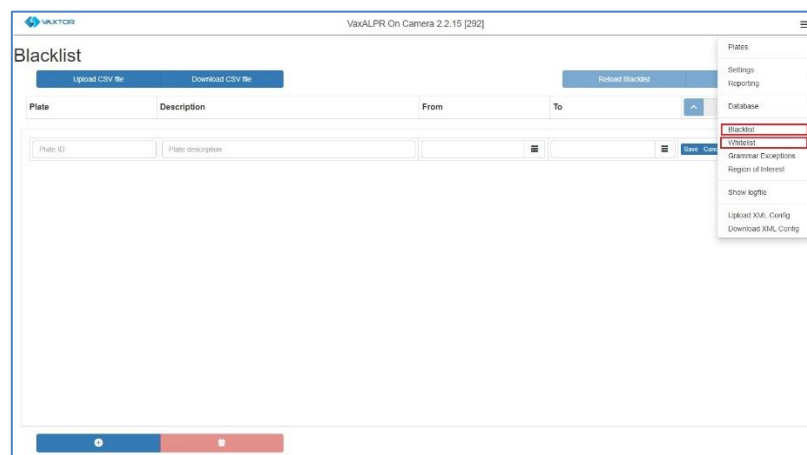 VAXTOR
VaxALPR On Camera 2.2.15 [292]
Blacklist
Upload CSV file
Download CSV file
Reload Blacklist
Plate
Description
From
To
Plate ID
Plate description
Save
Plates
Settings
Reporting
Database
Blacklist
Whitelist
Grammar Exceptions
Region of Interest
Show logfile
Upload XML Config
Download XML Config